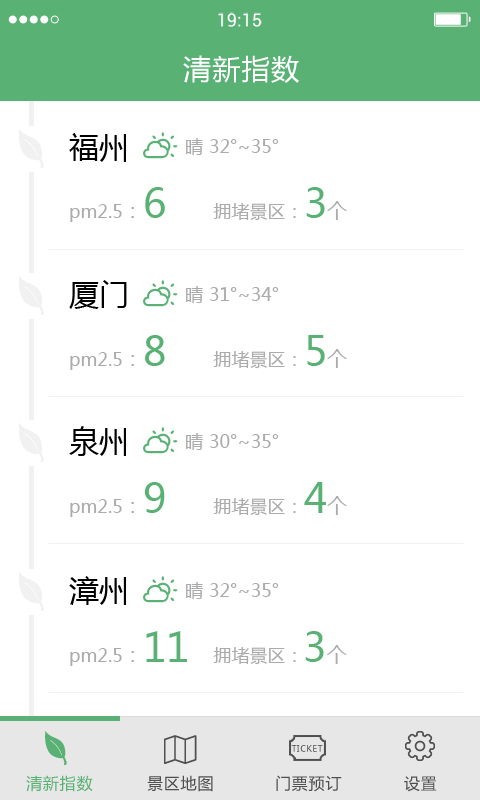 19:15
清新指数
福州 晴 32°~35°
pm2.5：6 拥堵景区：3个
厦门 晴 31°~34°
pm2.5：8 拥堵景区：5个
泉州 晴 30°~35°
pm2.5：9 拥堵景区：4个
漳州 晴 32°~35°
pm2.5：11 拥堵景区：3个
TICKET
清新指数 景区地图 门票预订 设置